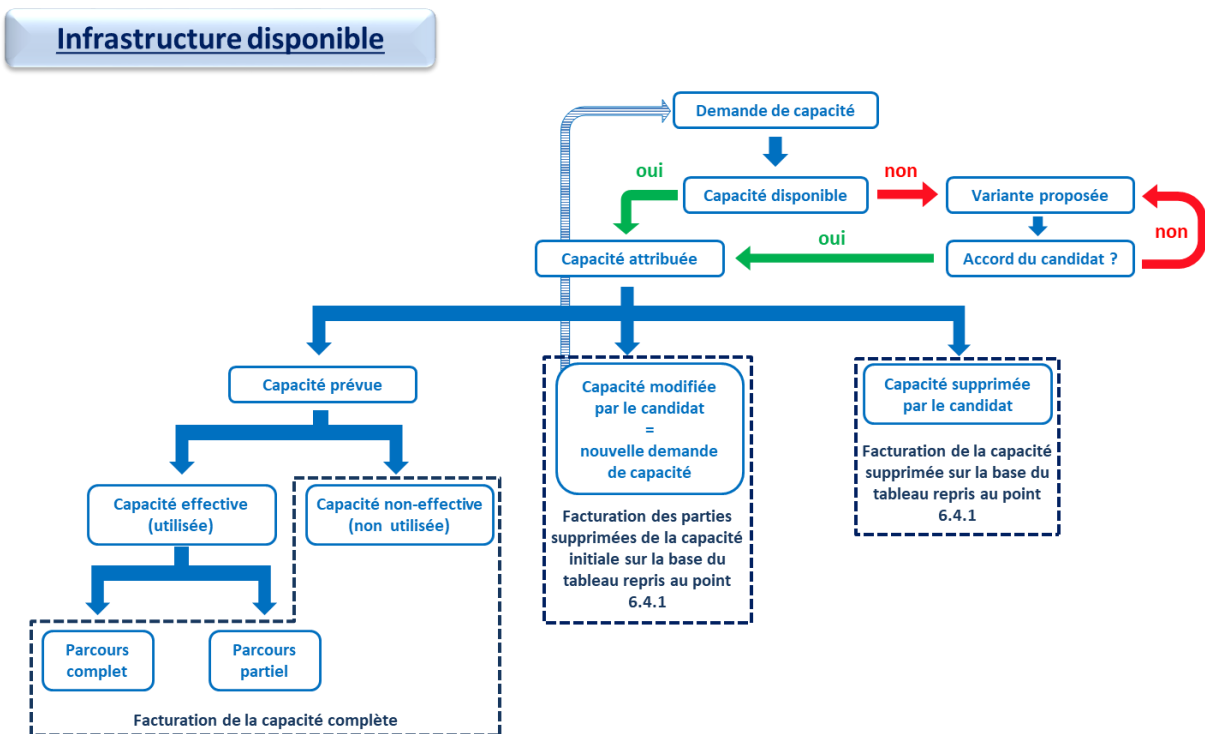 Infrastructure disponible
Demande de capacité
oui
non
Capacité disponible
Variante proposée
non
oui
Capacité attribuée
Accord du candidat ?
Capacité prévue
Capacité modifiée
par le candidat
=
nouvelle demande
de capacité
Capacité supprimée
par le candidat
Facturation de la capacité
supprimée sur la base du
tableau repris au point
6.4.1
Capacité effective
(utilisée)
Capacité non-effective
(non utilisée)
Facturation des parties
supprimées de la capacité
initiale sur la base du
tableau repris au point
6.4.1
Parcours
complet
Parcours
partiel
Facturation de la capacité complète